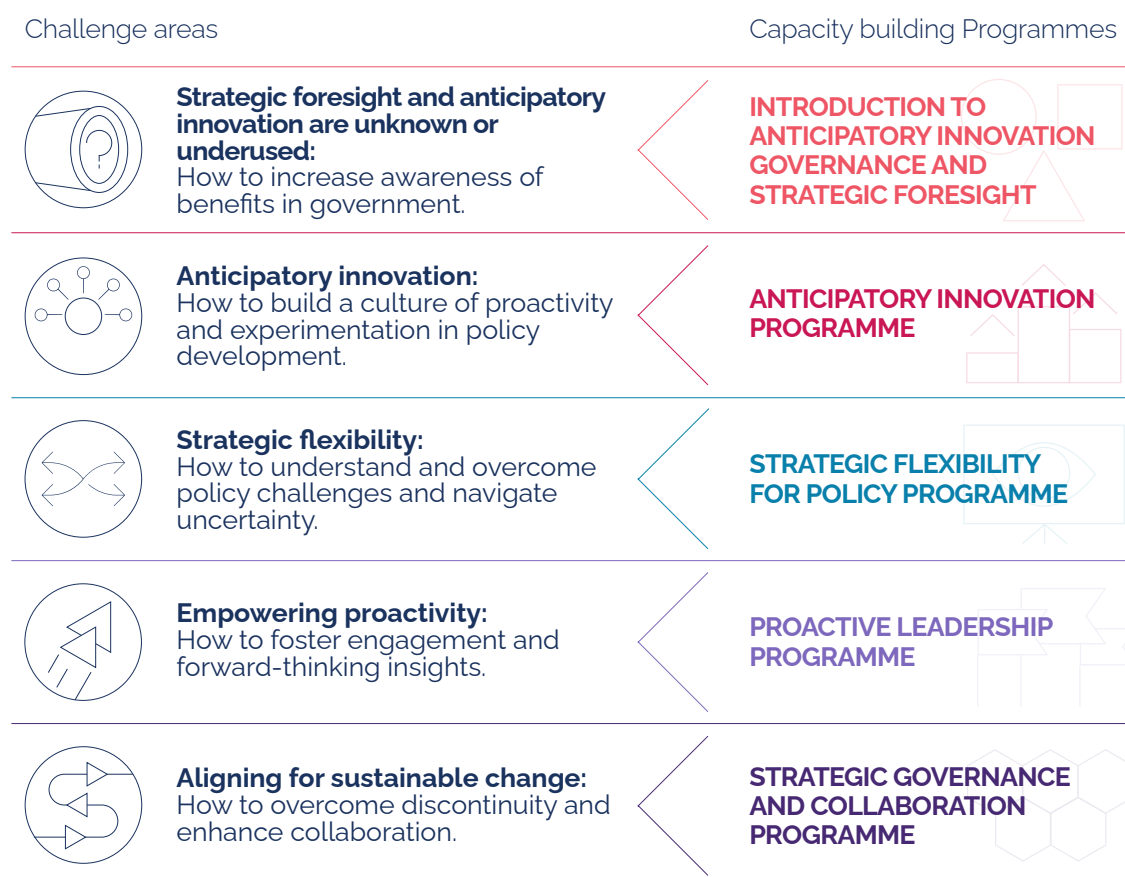 Challenge areas
Capacity building Programmes
Strategic foresight and anticipatory
innovation are unknown or
underused:
How to increase awareness of
benefits in government.
INTRODUCTION TO
ANTICIPATORY INNOVATION
GOVERNANCE AND
STRATEGIC FORESIGHT
Anticipatory innovation:
How to build a culture of proactivity
and experimentation in policy
development.
ANTICIPATORY INNOVATION
PROGRAMME
Strategic flexibility:
How to understand and overcome
policy challenges and navigate
uncertainty.
STRATEGIC FLEXIBILITY
FOR POLICY PROGRAMME
Empowering proactivity:
How to foster engagement and
forward-thinking insights.
PROACTIVE LEADERSHIP
PROGRAMME
Aligning for sustainable change:
How to overcome discontinuity and
enhance collaboration.
STRATEGIC GOVERNANCE
AND COLLABORATION
PROGRAMME